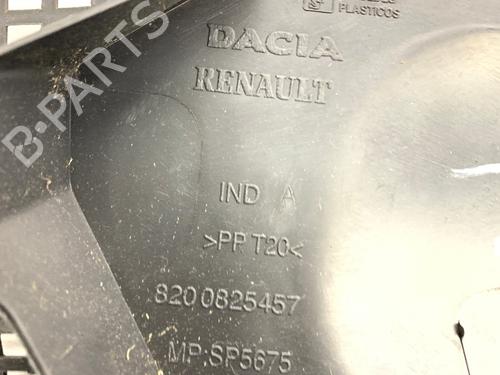 PLASTICOS
DACIA
RENAULT
B-PARTS
IND A
>PP T20<
8200825457
MP:SP5675